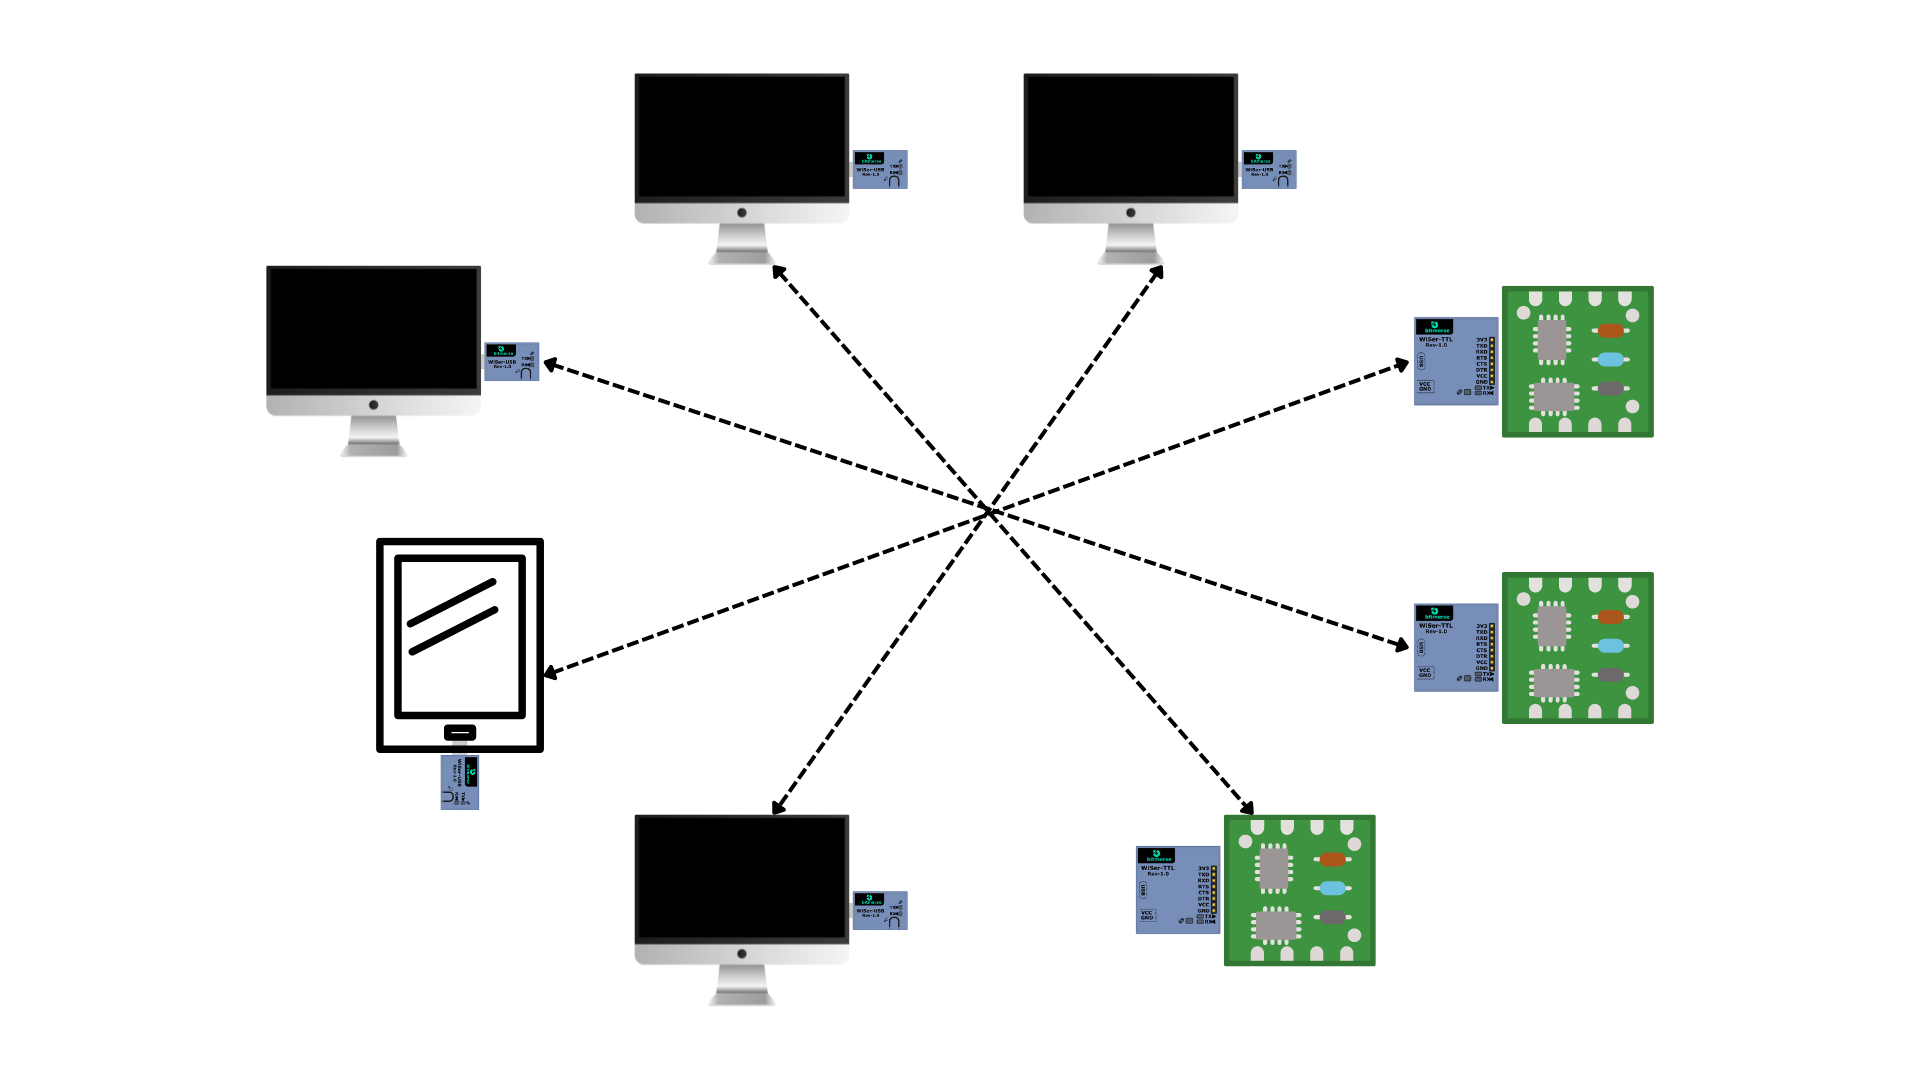 bitmerse
WiSer-USB
Rev-1.0
TXD
RXD
bitmerse
WiSer-USB
Rev-1.0
TXD
RXD
bitmerse
WiSer-TTL
Rev-1.0
USB
VCC
GND
3V3
TXD
RXD
RTS
CTS
DTR
VCC
GND
TX
RX
bitmerse
WiSer-USB
Rev-1.0
TXD
RXD
bitmerse
WiSer-TTL
Rev-1.0
USB
VCC
GND
3V3
TXD
RXD
RTS
CTS
DTR
VCC
GND
TX
RX
WiSer-USB
Rev-1.0
bitmerse
WiSer-TTL
Rev-1.0
USB
VCC
GND
3V3
TXD
RXD
RTS
CTS
DTR
VCC
GND
TX
RX
bitmerse
WiSer-USB
Rev-1.0
TXD
RXD